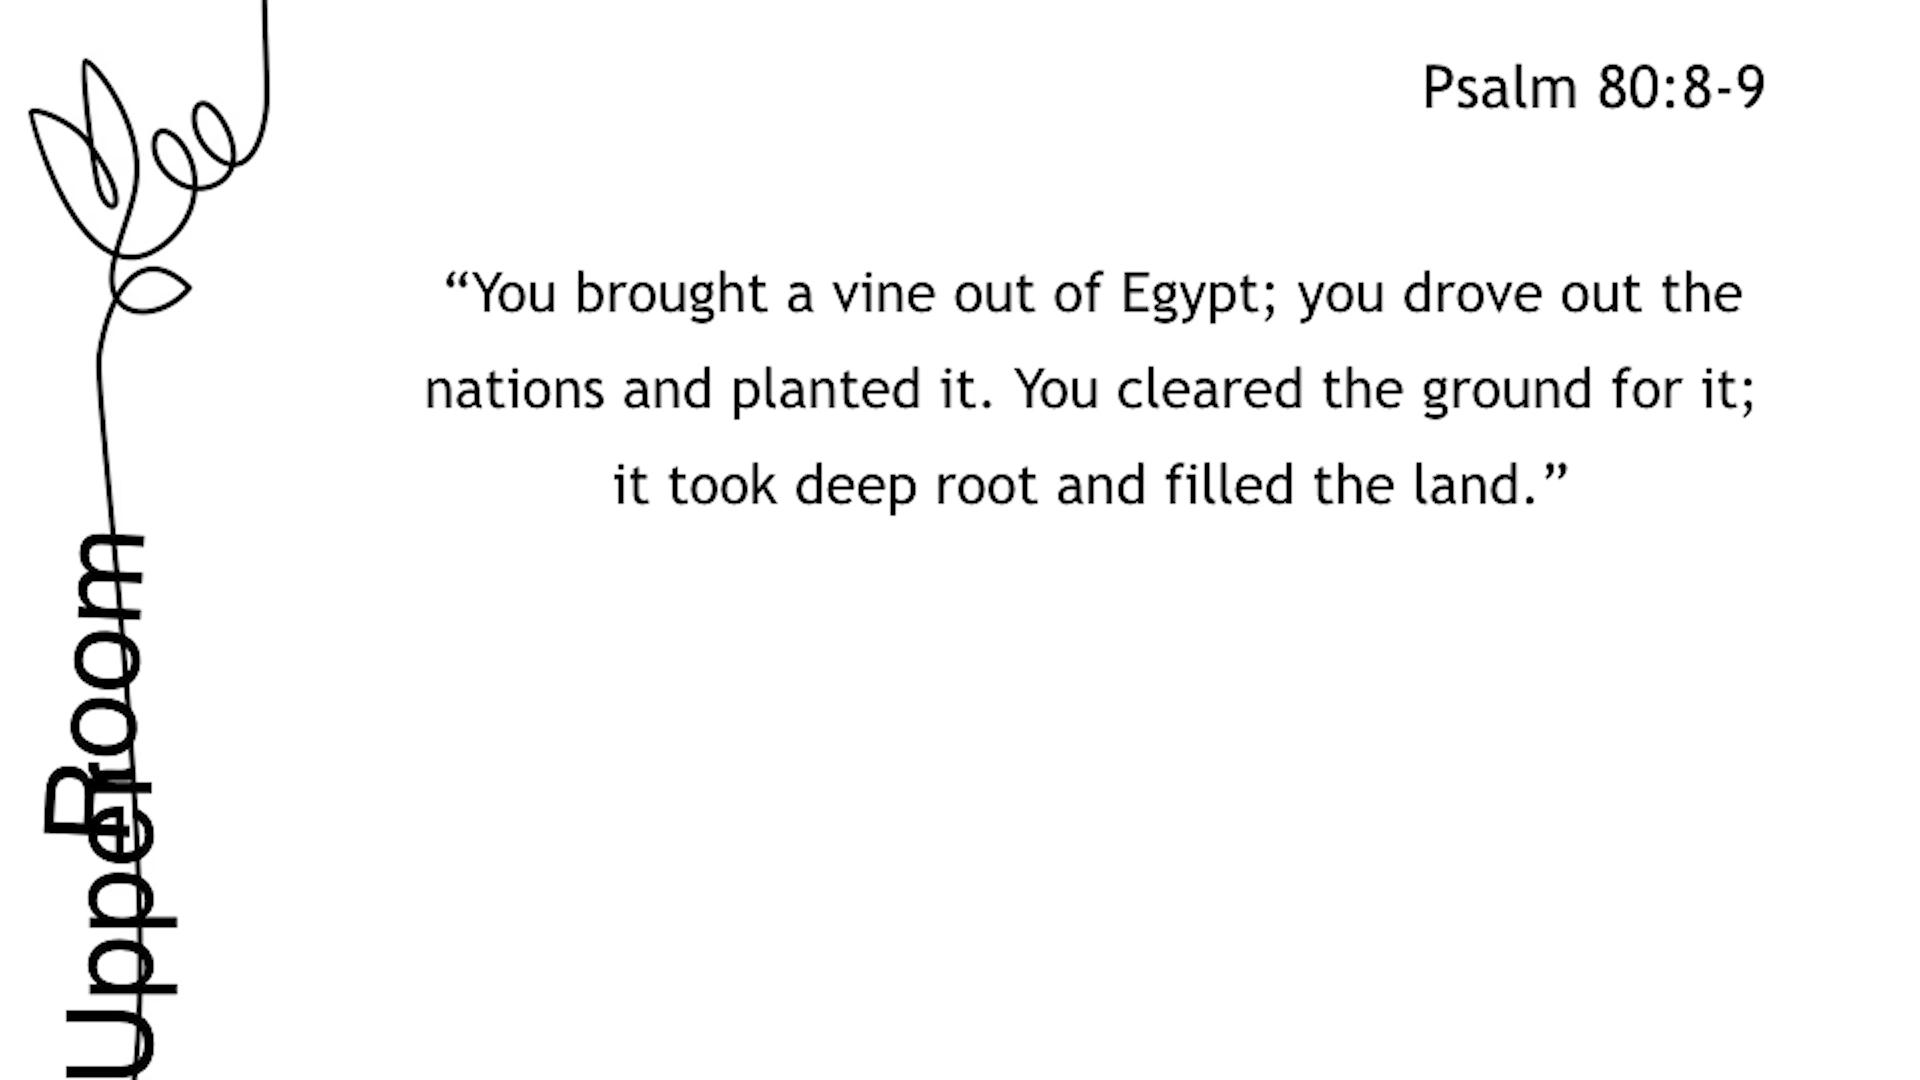 Psalm 80:8-9
“You brought a vine out of Egypt; you drove out the
nations and planted it. You cleared the ground for it;
it took deep root and filled the land.”
Upper
Room